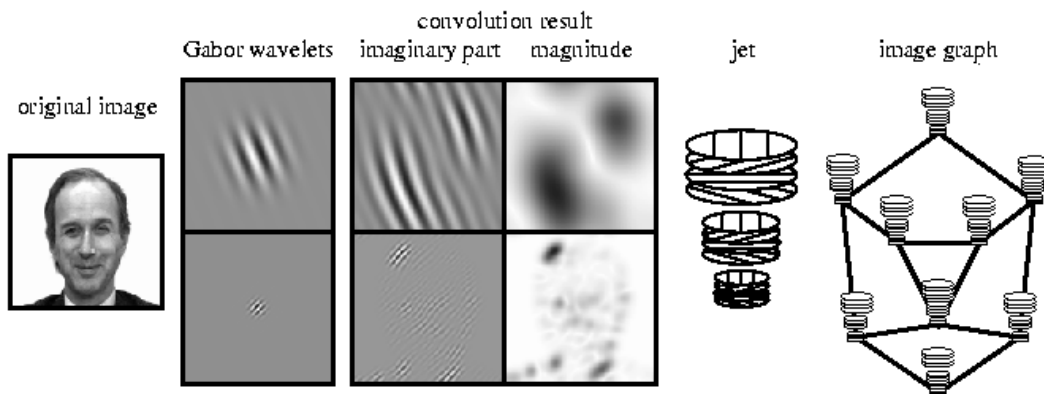 convolution result
Gabor wavelets imaginary part magnitude jet image graph
original image